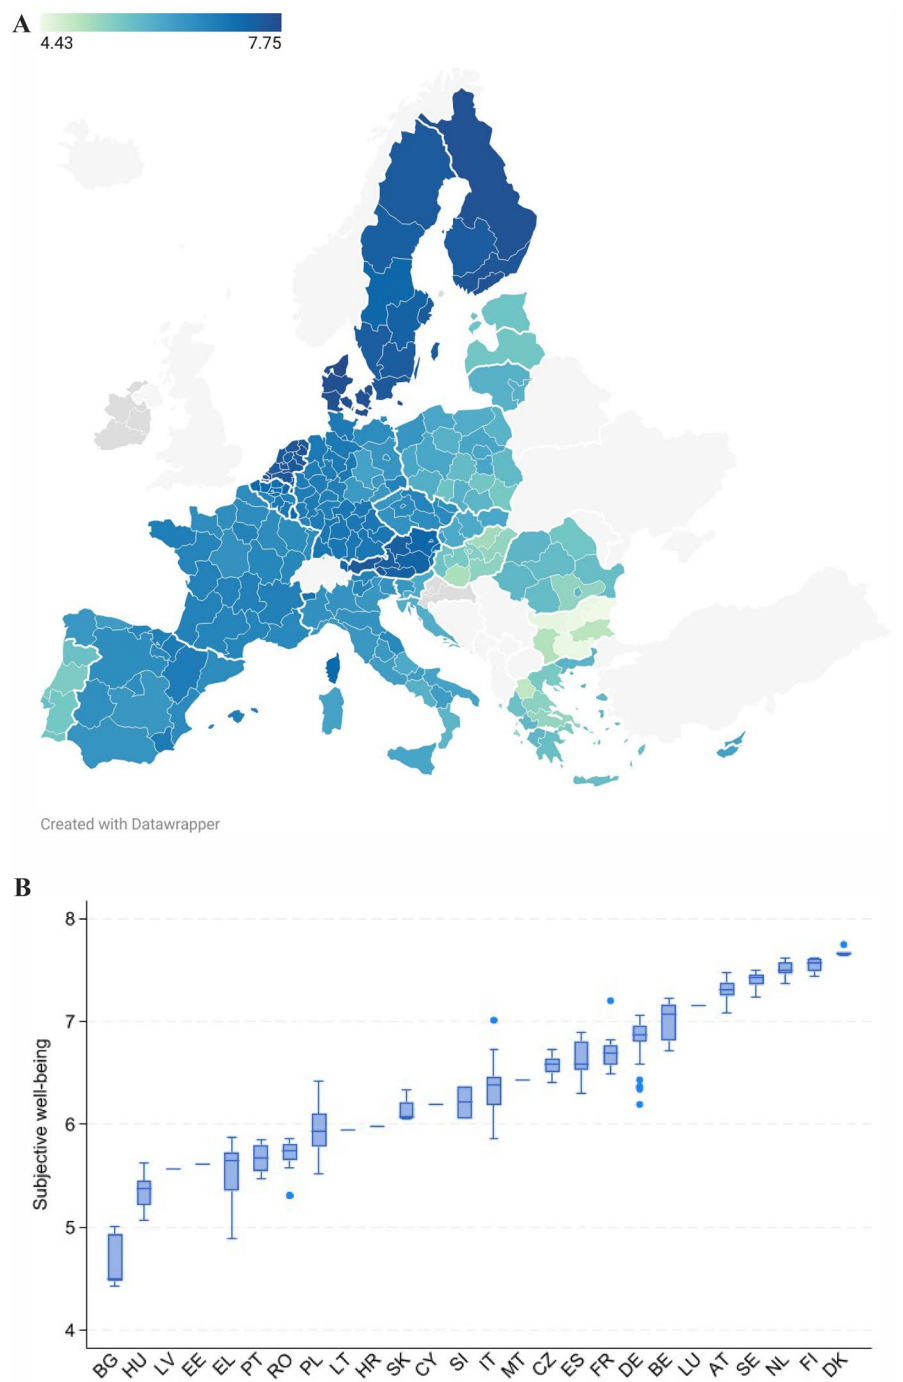 A
4.43 7.75
Created with Datawrapper
B
8
7
6
5
4
Subjective well-being
BG HU LV EE EL PT RO PL LT HR SK CY SI IT MT CZ ES FR DE BE LU AT SE NL FI DK